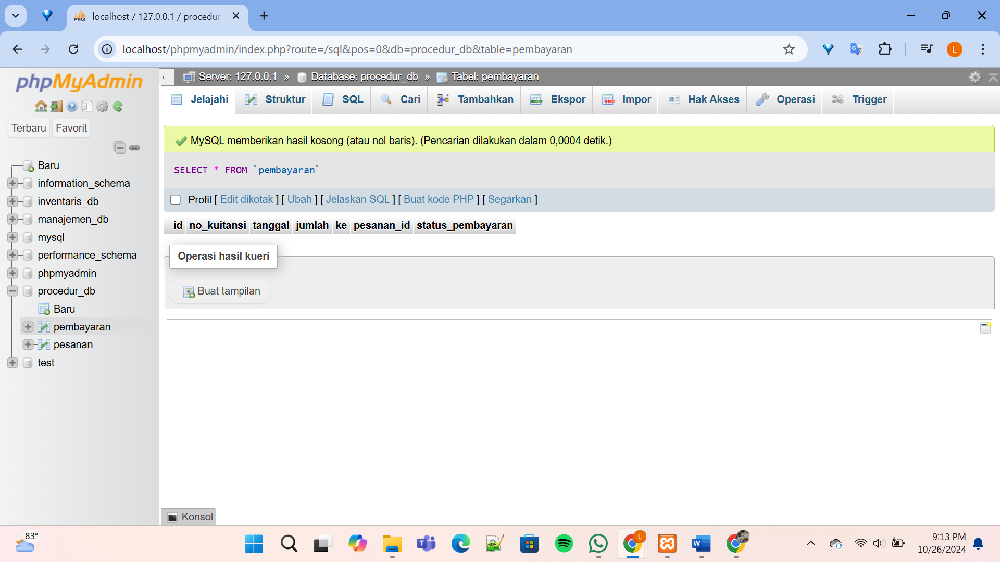 localhost / 127.0.0.1 / procedur_
localhost/phpmyadmin/index.php?route=/sql&pos=0&db=procedur_db&table=pembayaran
L
phpMyAdmin
Server: 127.0.0.1 » Database: procedur_db » Tabel: pembayaran
Jelajahi Struktur SQL Cari Tambahkan Ekspor Impor Hak Akses Operasi Trigger
Terbaru Favorit
Baru
information_schema
inventaris_db
manajemen_db
mysql
performance_schema
phpmyadmin
procedur_db
Baru
pembayaran
pesanan
test
MySQL memberikan hasil kosong (atau nol baris). (Pencarian dilakukan dalam 0,0004 detik.)
SELECT * FROM `pembayaran`
Profil [ Edit dikotak ] [ Ubah ] [ Jelaskan SQL ] [ Buat kode PHP ] [ Segarkan ]
id no_kuitansi tanggal jumlah ke pesanan_id status_pembayaran
Operasi hasil kueri
Buat tampilan
Konsol
83°
L
9:13 PM
10/26/2024